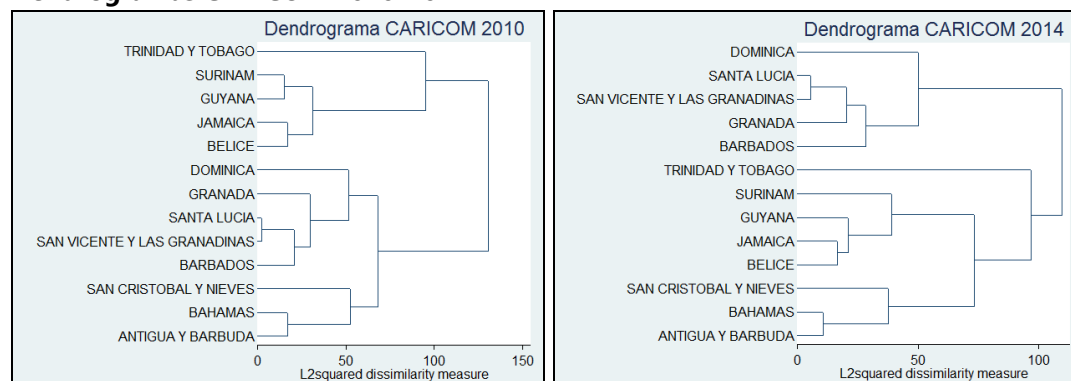 Dendrograma CARICOM 2010
TRINIDAD Y TOBAGO
SURINAM
GUYANA
JAMAICA
BELICE
DOMINICA
GRANADA
SANTA LUCIA
SAN VICENTE Y LAS GRANADINAS
BARBADOS
SAN CRISTOBAL Y NIEVES
BAHAMAS
ANTIGUA Y BARBUDA
0 50 100 150
L2squared dissimilarity measure
Dendrograma CARICOM 2014
DOMINICA
SANTA LUCIA
SAN VICENTE Y LAS GRANADINAS
GRANADA
BARBADOS
TRINIDAD Y TOBAGO
SURINAM
GUYANA
JAMAICA
BELICE
SAN CRISTOBAL Y NIEVES
BAHAMAS
ANTIGUA Y BARBUDA
0 50 100
L2squared dissimilarity measure